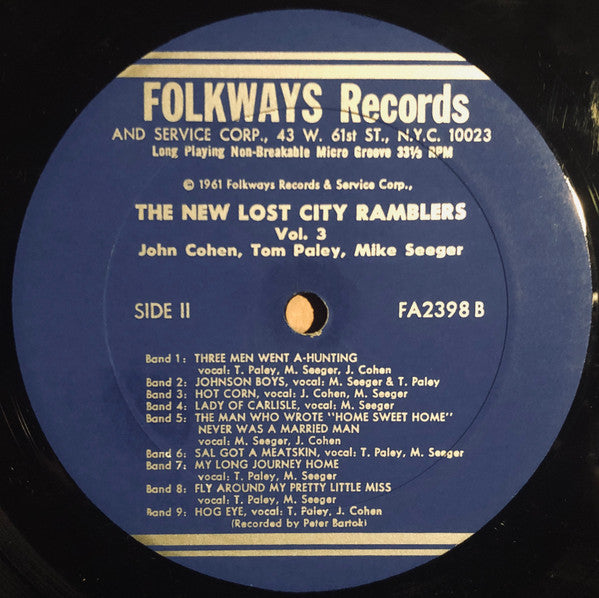 FOLKWAYS Records
AND SERVICE CORP., 43 W. 61st ST., N.Y.C. 10023
Long Playing Non-Breakable Micro Groove 33⅓ RPM
© 1961 Folkways Records & Service Corp.,
THE NEW LOST CITY RAMBLERS
Vol. 3
John Cohen, Tom Paley, Mike Seeger
SIDE II FA2398 B
Band 1: THREE MEN WENT A-HUNTING
vocal: T. Paley, M. Seeger, J. Cohen
Band 2: JOHNSON BOYS, vocal: M. Seeger & T. Paley
Band 3: HOT CORN, vocal: J. Cohen, M. Seeger
Band 4: LADY OF CARLISLE, vocal: M. Seeger
Band 5: THE MAN WHO WROTE "HOME SWEET HOME"
NEVER WAS A MARRIED MAN
vocal: M. Seeger, J. Cohen
Band 6: SAL GOT A MEATSKIN, vocal: T. Paley, M. Seeger
Band 7: MY LONG JOURNEY HOME
vocal: T. Paley, M. Seeger
Band 8: FLY AROUND MY PRETTY LITTLE MISS
vocal: T. Paley, M. Seeger
Band 9: HOG EYE, vocal: T. Paley, J. Cohen
(Recorded by Peter Bartok)